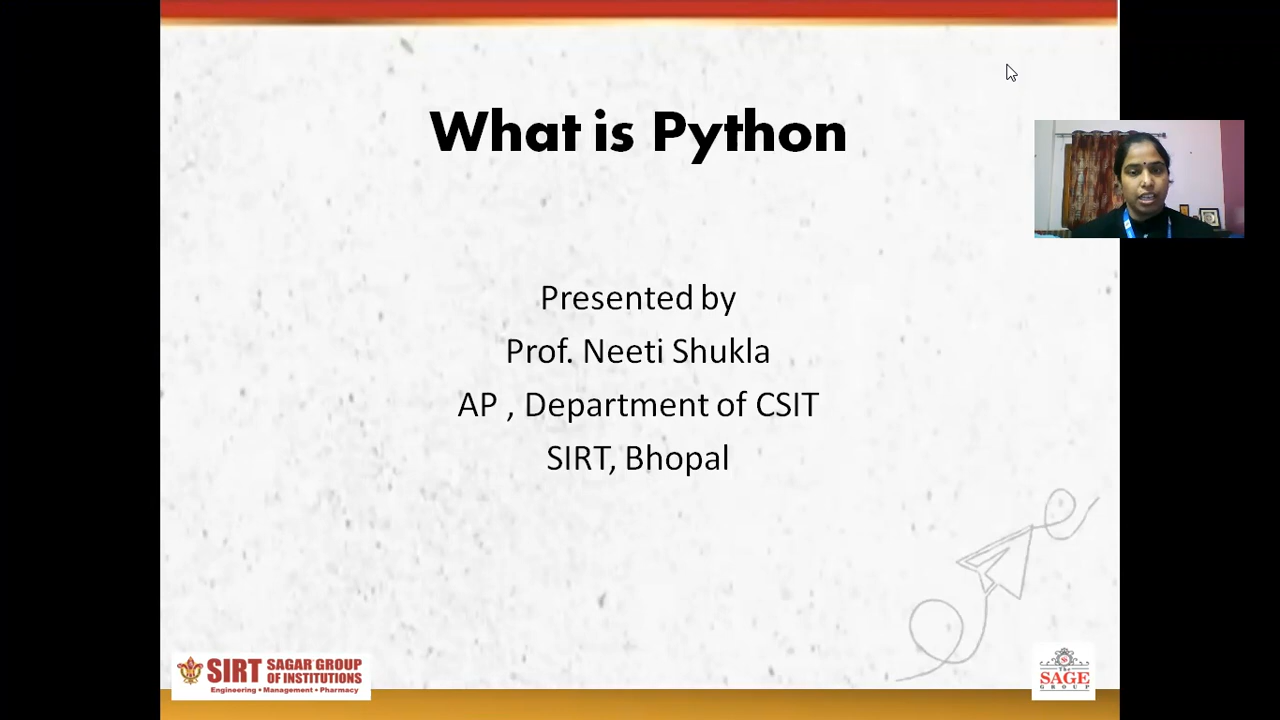 What is Python
Presented by
Prof. Neeti Shukla
AP , Department of CSIT
SIRT, Bhopal
SIRT SAGAR GROUP
OF INSTITUTIONS
Engineering • Management • Pharmacy
The
SAGE
GROUP